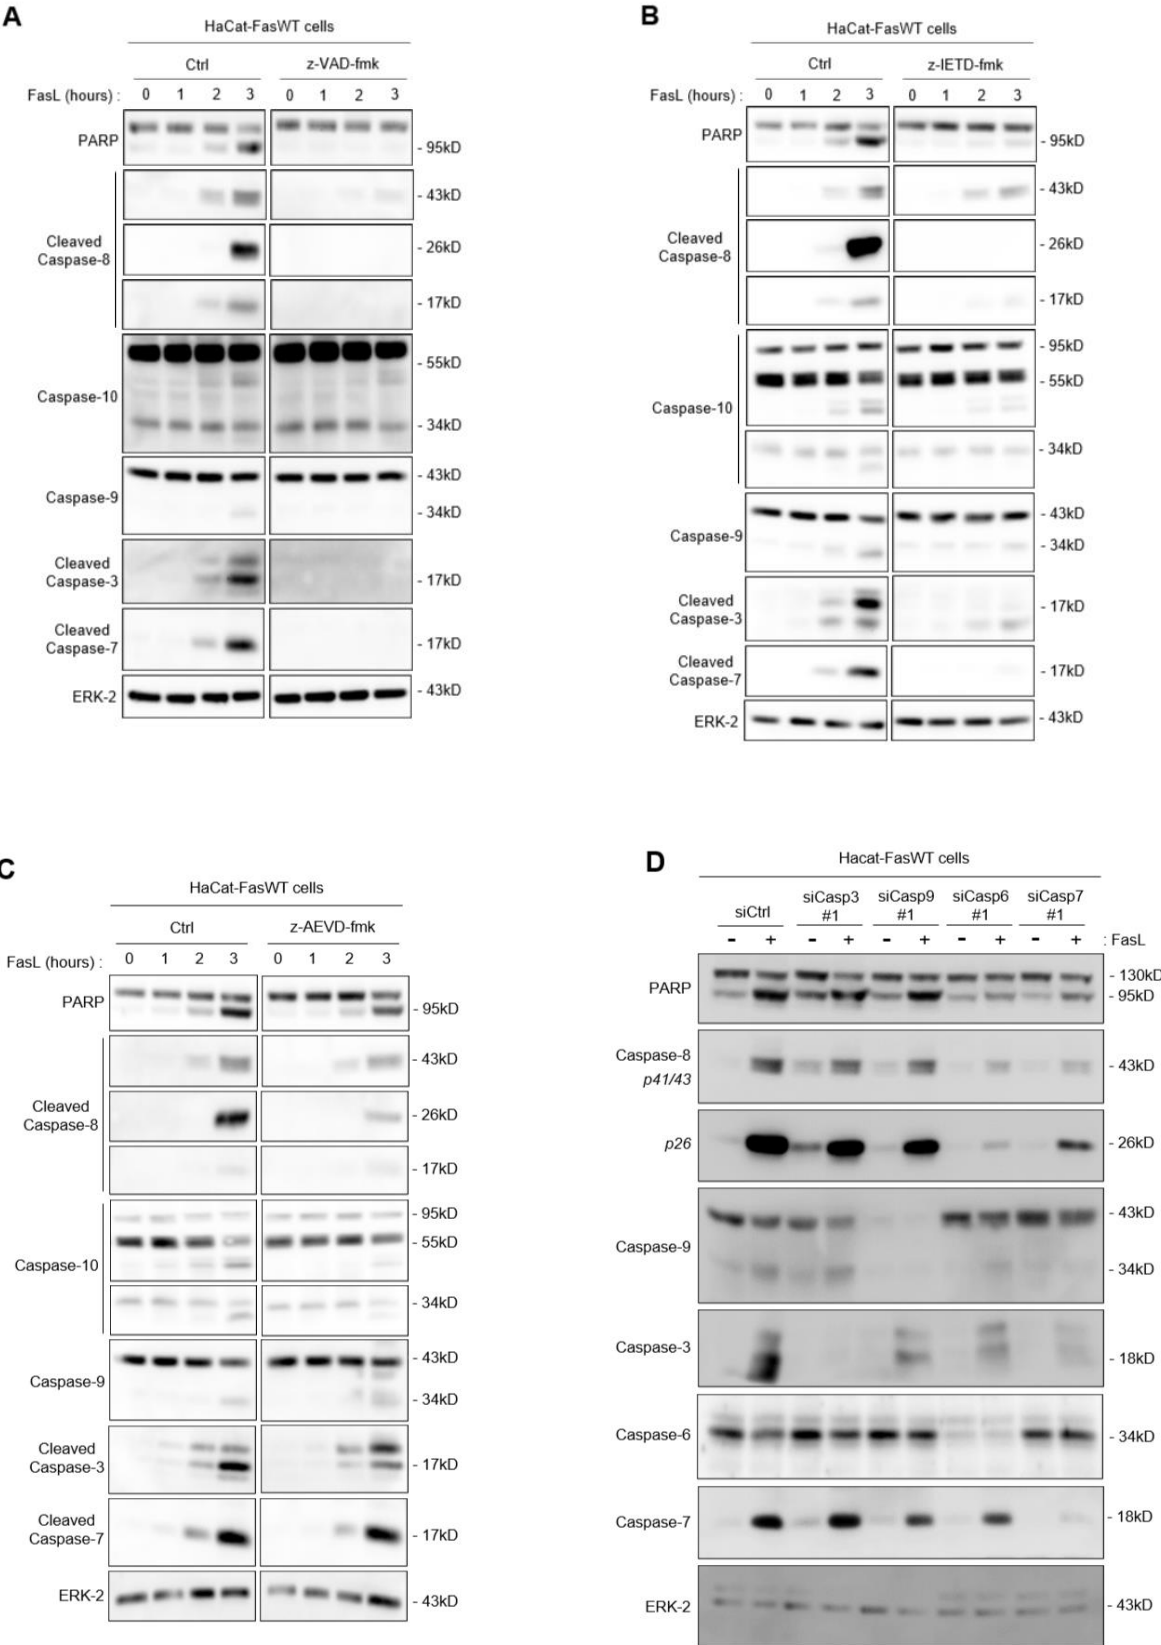 A
HaCat-FasWT cells
Ctrl z-VAD-fmk
FasL (hours) : 0 1 2 3 0 1 2 3
PARP - 95kD
- 43kD
Cleaved
Caspase-8
- 26kD
- 17kD
- 55kD
Caspase-10
- 34kD
- 43kD
Caspase-9
- 34kD
Cleaved
Caspase-3 - 17kD
Cleaved
Caspase-7 - 17kD
ERK-2 - 43kD
B
HaCat-FasWT cells
Ctrl z-IETD-fmk
FasL (hours) : 0 1 2 3 0 1 2 3
PARP - 95kD
- 43kD
Cleaved
Caspase-8
- 26kD
- 17kD
- 95kD
- 55kD
Caspase-10
- 34kD
- 43kD
Caspase-9
- 34kD
Cleaved
Caspase-3
- 17kD
Cleaved
Caspase-7
- 17kD
ERK-2 - 43kD
C
HaCat-FasWT cells
Ctrl z-AEVD-fmk
FasL (hours) : 0 1 2 3 0 1 2 3
PARP - 95kD
- 43kD
Cleaved
Caspase-8
- 26kD
- 17kD
- 95kD
- 55kD
Caspase-10
- 34kD
- 43kD
Caspase-9
- 34kD
Cleaved
Caspase-3 - 17kD
Cleaved
Caspase-7 - 17kD
ERK-2 - 43kD
D
Hacat-FasWT cells
siCtrl siCasp3 #1 siCasp9 #1 siCasp6 #1 siCasp7 #1
- + - + - + - + - + : FasL
PARP - 130kD
- 95kD
Caspase-8
p41/43
- 43kD
p26 - 26kD
- 43kD
Caspase-9
- 34kD
Caspase-3
- 18kD
Caspase-6 - 34kD
Caspase-7 - 18kD
ERK-2 - 43kD